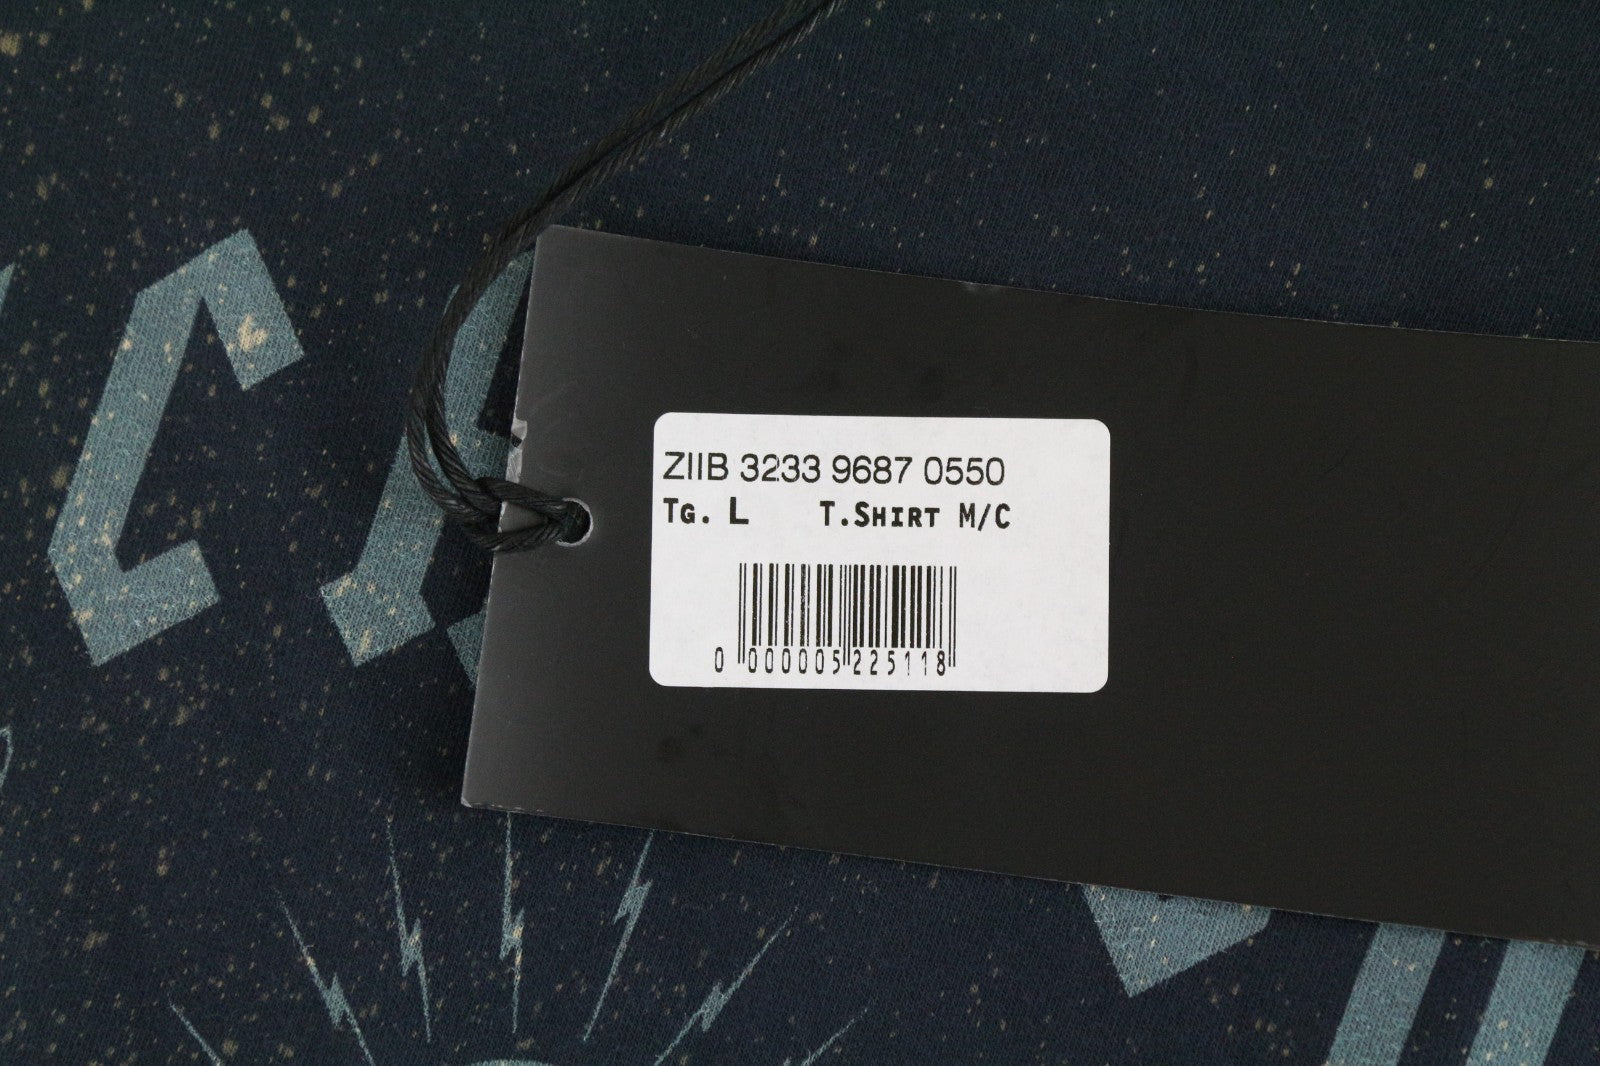 ZIIB 3233 9687 0550
Tg. L T.Shirt M/C
0 000005 225118